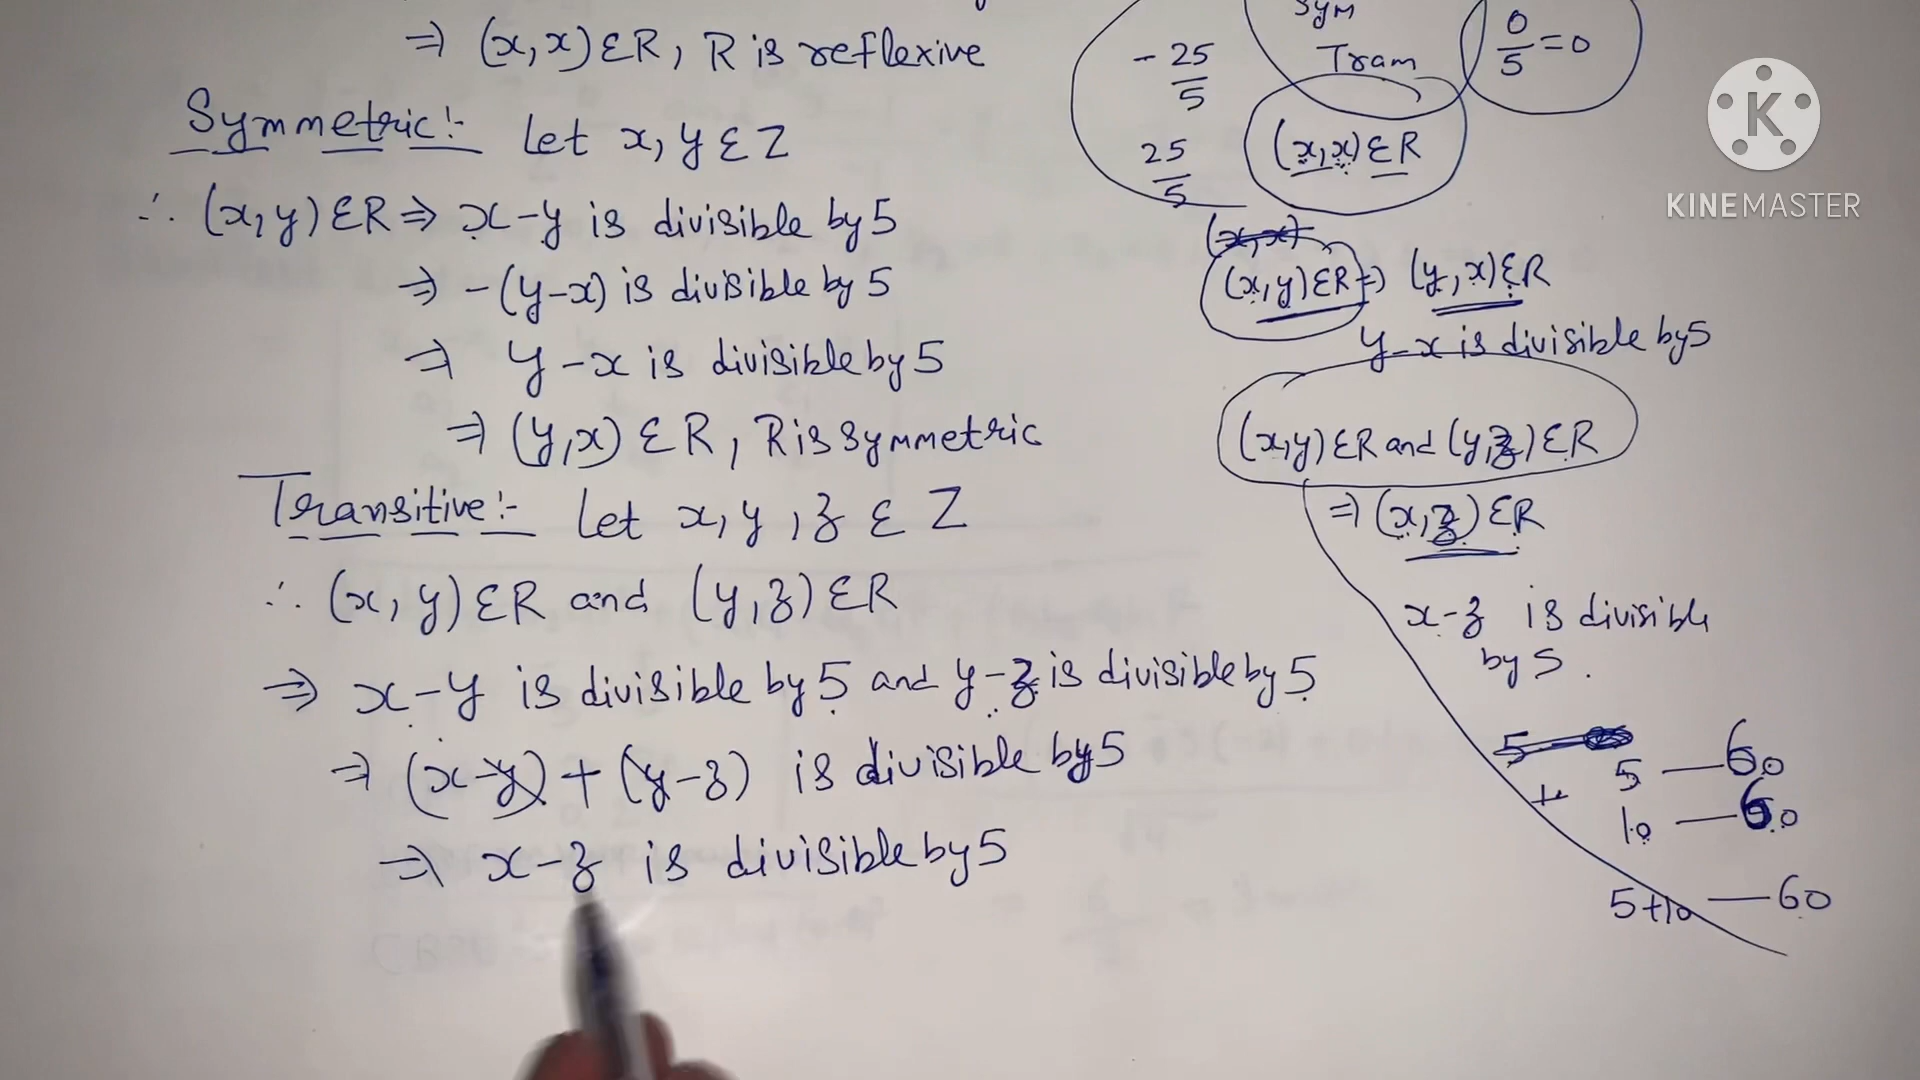 ⇒ (x,x) ∈ R, R is reflexive
Symmetric:- Let x, y ∈ Z
∴ (x, y) ∈ R ⇒ x-y is divisible by 5
⇒ -(y-x) is divisible by 5
⇒ y-x is divisible by 5
⇒ (y,x) ∈ R, R is symmetric
Transitive:- Let x, y, z ∈ Z
∴ (x, y) ∈ R and (y,z) ∈ R
⇒ x-y is divisible by 5 and y-z is divisible by 5
⇒ (x-y) + (y-z) is divisible by 5
⇒ x-z is divisible by 5
-25/5
25/5
Sym
Tram
0/5 = 0
(x,x) ∈ R
(x,x)
(x,y) ∈ R ⇒ (y,x) ∈ R
y-x is divisible by 5
(x,y) ∈ R and (y,z) ∈ R
⇒ (x,z) ∈ R
x-z is divisible
by 5.
5
5 — 60
+
10 — 60
5+10 — 60
K
KINEMASTER